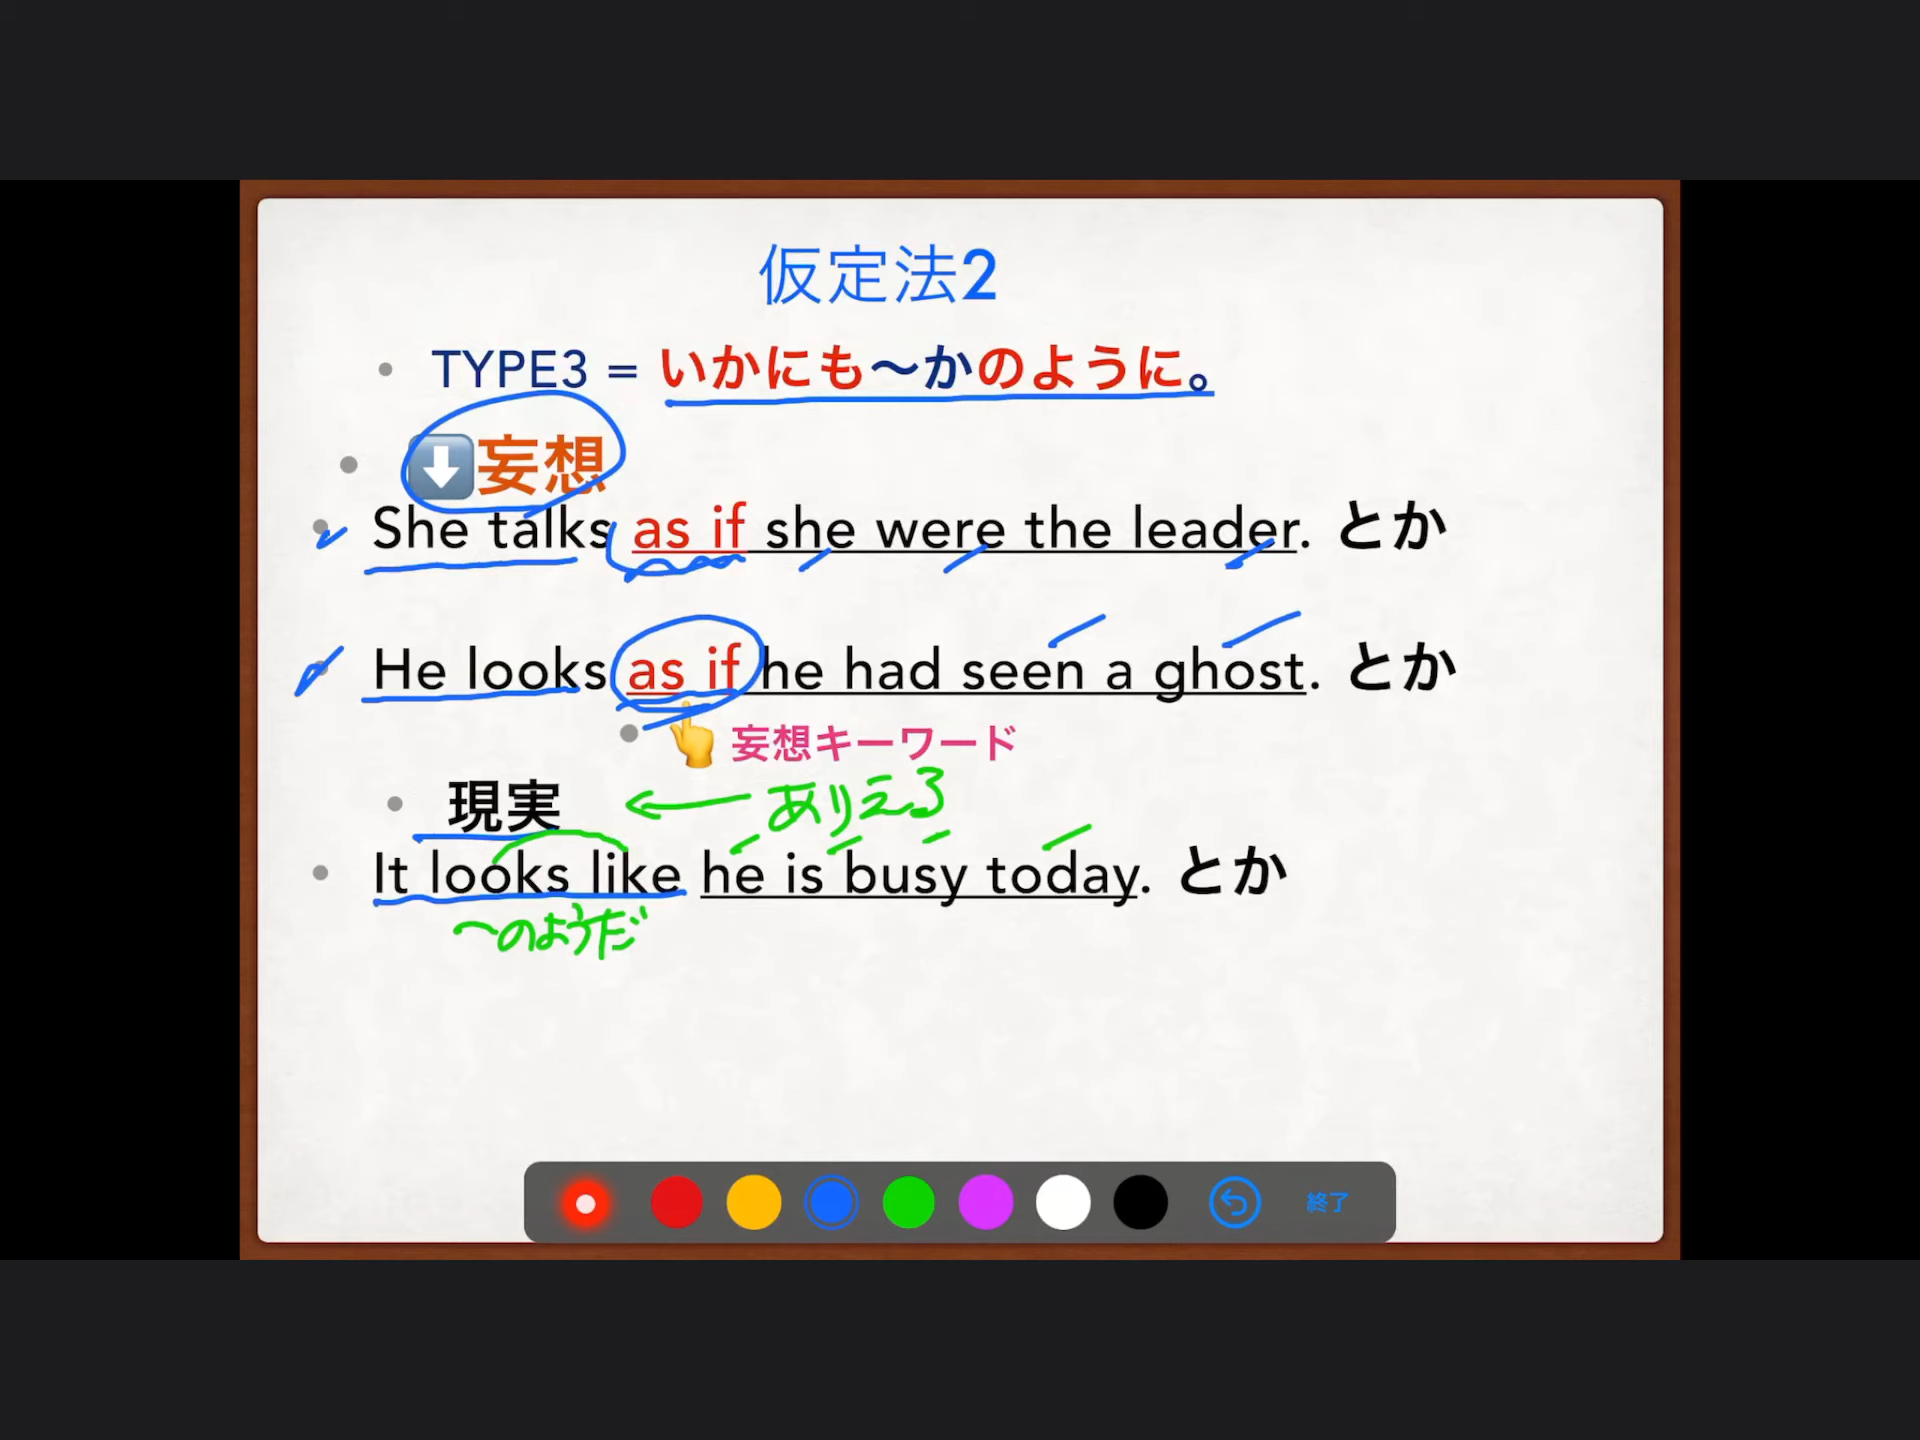 仮定法2
TYPE3 = いかにも〜かのように。
妄想
She talks as if she were the leader. とか
He looks as if he had seen a ghost. とか
妄想キーワード
現実 ← ありえる
It looks like he is busy today. とか
〜のようだ
終了